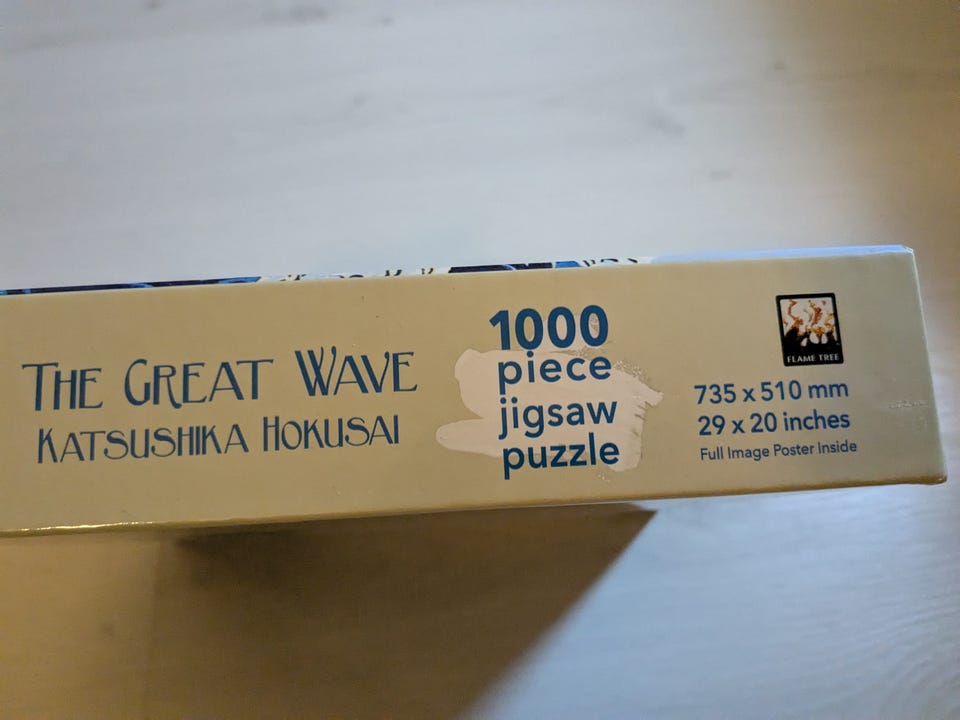 THE GREAT WAVE
KATSUSHIKA HOKUSAI
1000
piece
jigsaw
puzzle
FLAME TREE
735 x 510 mm
29 x 20 inches
Full Image Poster Inside